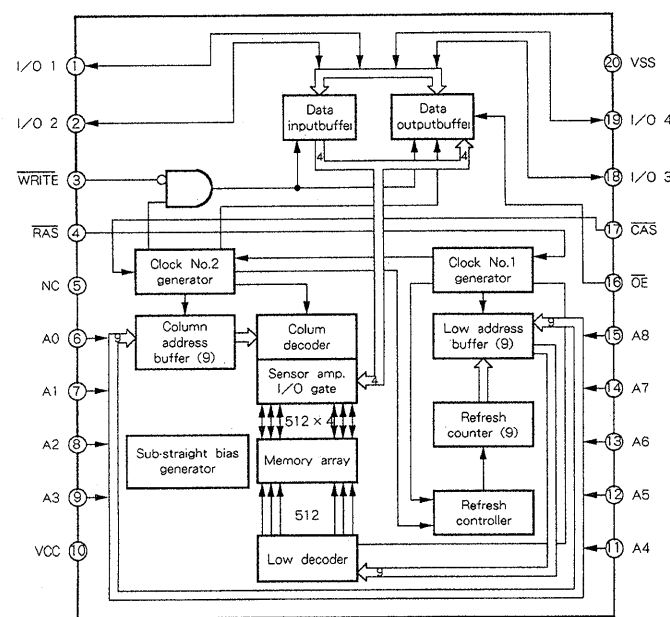 I/O 1 ①
⑳ VSS
Data
inputbuffer
Data
outputbuffer
I/O 2 ②
⑲ I/O 4
4
4
WRITE ③
⑱ I/O 3
RAS ④
⑰ CAS
Clock No.2
generator
Clock No.1
generator
NC ⑤
⑯ OE
A0 ⑥
9
Column
address
buffer (9)
Colum
decoder
Low address
buffer (9)
9
⑮ A8
Sensor amp.
I/O gate
4
A1 ⑦
⑭ A7
512 × 4
Refresh
counter (9)
A2 ⑧
⑬ A6
Sub-straight bias
generator
Memory array
A3 ⑨
⑫ A5
512
Refresh
controller
VCC ⑩
⑪ A4
Low decoder
9